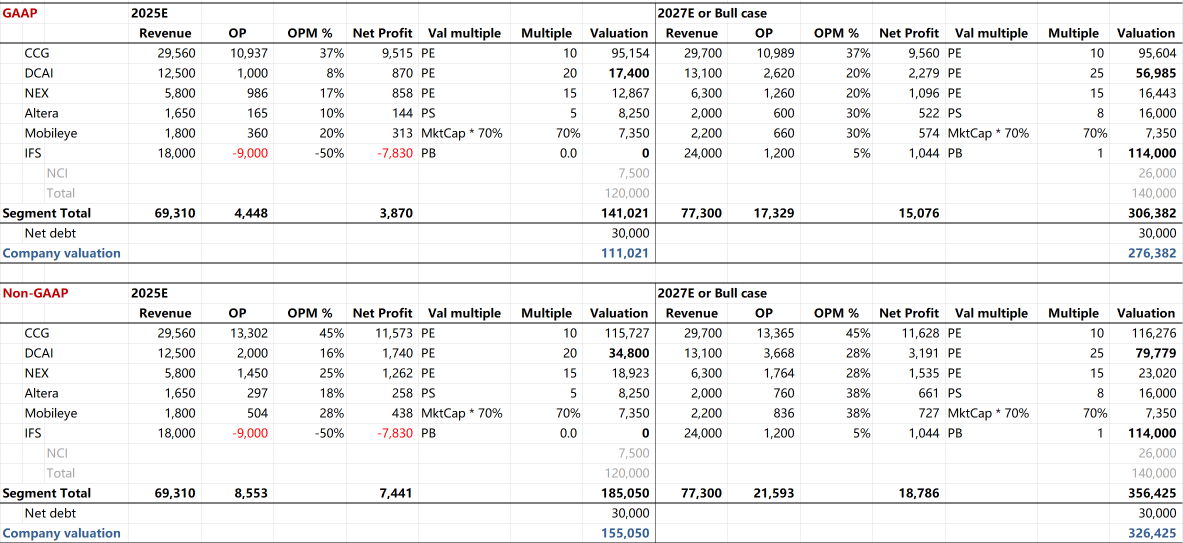 GAAP 2025E 2027E or Bull case
Revenue OP OPM % Net Profit Val multiple Multiple Valuation Revenue OP OPM % Net Profit Val multiple Multiple Valuation
CCG 29,560 10,937 37% 9,515 PE 10 95,154 29,700 10,989 37% 9,560 PE 10 95,604
DCAI 12,500 1,000 8% 870 PE 20 17,400 13,100 2,620 20% 2,279 PE 25 56,985
NEX 5,800 986 17% 858 PE 15 12,867 6,300 1,260 20% 1,096 PE 15 16,443
Altera 1,650 165 10% 144 PS 5 8,250 2,000 600 30% 522 PS 8 16,000
Mobileye 1,800 360 20% 313 MktCap * 70% 70% 7,350 2,200 660 30% 574 MktCap * 70% 70% 7,350
IFS 18,000 -9,000 -50% -7,830 PB 0.0 0 24,000 1,200 5% 1,044 PB 1 114,000
NCI 7,500 26,000
Total 120,000 140,000
Segment Total 69,310 4,448 3,870 141,021 77,300 17,329 15,076 306,382
Net debt 30,000 30,000
Company valuation 111,021 276,382
Non-GAAP 2025E 2027E or Bull case
Revenue OP OPM % Net Profit Val multiple Multiple Valuation Revenue OP OPM % Net Profit Val multiple Multiple Valuation
CCG 29,560 13,302 45% 11,573 PE 10 115,727 29,700 13,365 45% 11,628 PE 10 116,276
DCAI 12,500 2,000 16% 1,740 PE 20 34,800 13,100 3,668 28% 3,191 PE 25 79,779
NEX 5,800 1,450 25% 1,262 PE 15 18,923 6,300 1,764 28% 1,535 PE 15 23,020
Altera 1,650 297 18% 258 PS 5 8,250 2,000 760 38% 661 PS 8 16,000
Mobileye 1,800 504 28% 438 MktCap * 70% 70% 7,350 2,200 836 38% 727 MktCap * 70% 70% 7,350
IFS 18,000 -9,000 -50% -7,830 PB 0.0 0 24,000 1,200 5% 1,044 PB 1 114,000
NCI 7,500 26,000
Total 120,000 140,000
Segment Total 69,310 8,553 7,441 185,050 77,300 21,593 18,786 356,425
Net debt 30,000 30,000
Company valuation 155,050 326,425